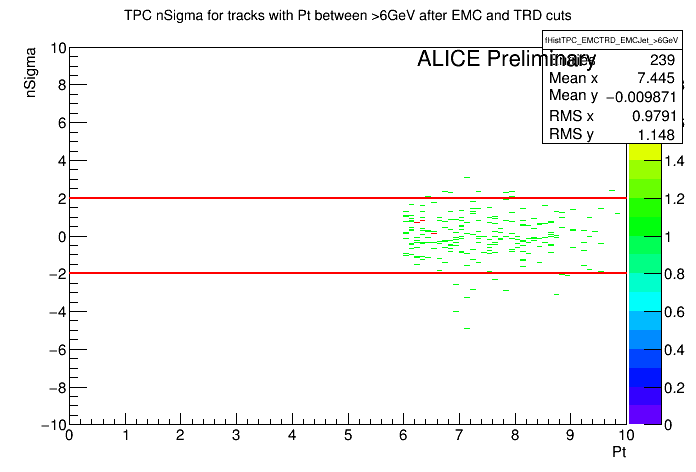 TPC nSigma for tracks with Pt between >6GeV after EMC and TRD cuts
fHistTPC_EMCTRD_EMCJet_>6GeV
ALICE Preliminary
239
Mean x 7.445
Mean y −0.009871
RMS x 0.9791
RMS y 1.148
nSigma
10
8
6
4
2
0
−2
−4
−6
−8
−10
0 1 2 3 4 5 6 7 8 9 10
Pt
1.4
1.2
1
0.8
0.6
0.4
0.2
0